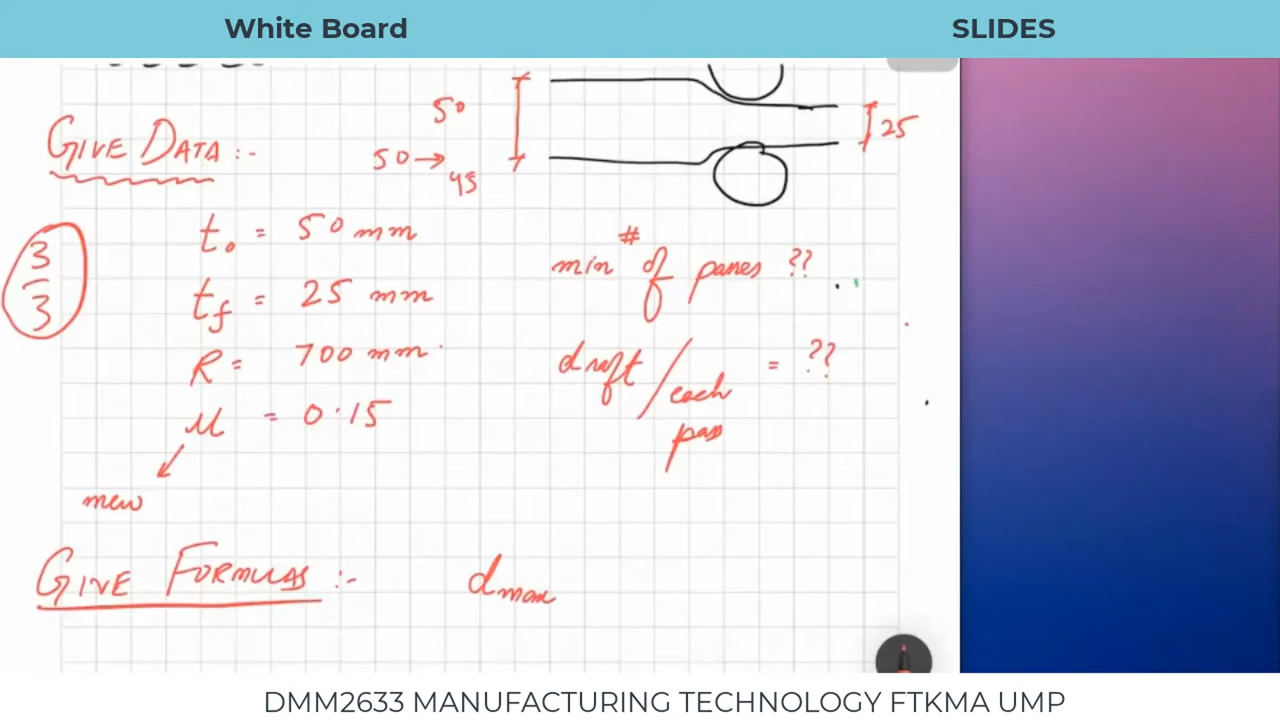 White Board
SLIDES
GIVE DATA :-
50
50 → 45
25
3/3
t₀ = 50 mm
t_f = 25 mm
R = 700 mm
μ = 0.15
mew
min # of passes ??
draft / each pass = ??
GIVE FORMULAS :-
dmax
DMM2633 MANUFACTURING TECHNOLOGY FTKMA UMP